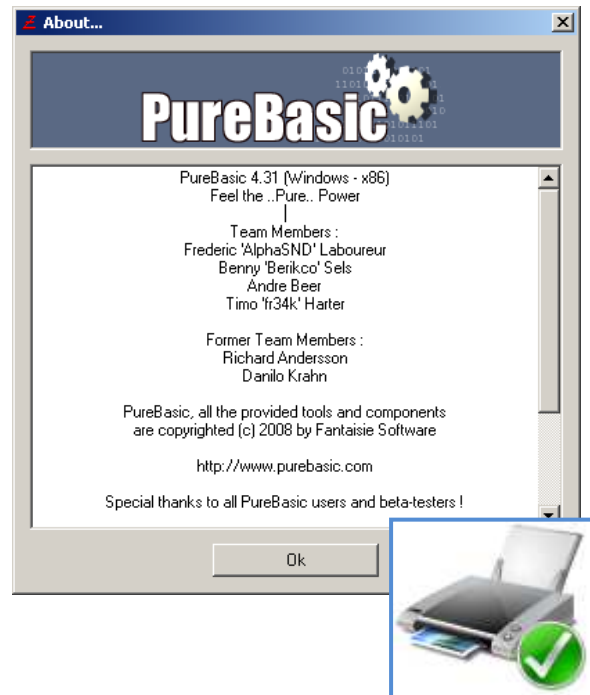 About...
PureBasic
PureBasic 4.31 (Windows - x86)
Feel the ..Pure.. Power
Team Members :
Frederic 'AlphaSND' Laboureur
Benny 'Berikco' Sels
Andre Beer
Timo 'fr34k' Harter
Former Team Members :
Richard Andersson
Danilo Krahn
PureBasic, all the provided tools and components
are copyrighted (c) 2008 by Fantaisie Software
http://www.purebasic.com
Special thanks to all PureBasic users and beta-testers !
Ok